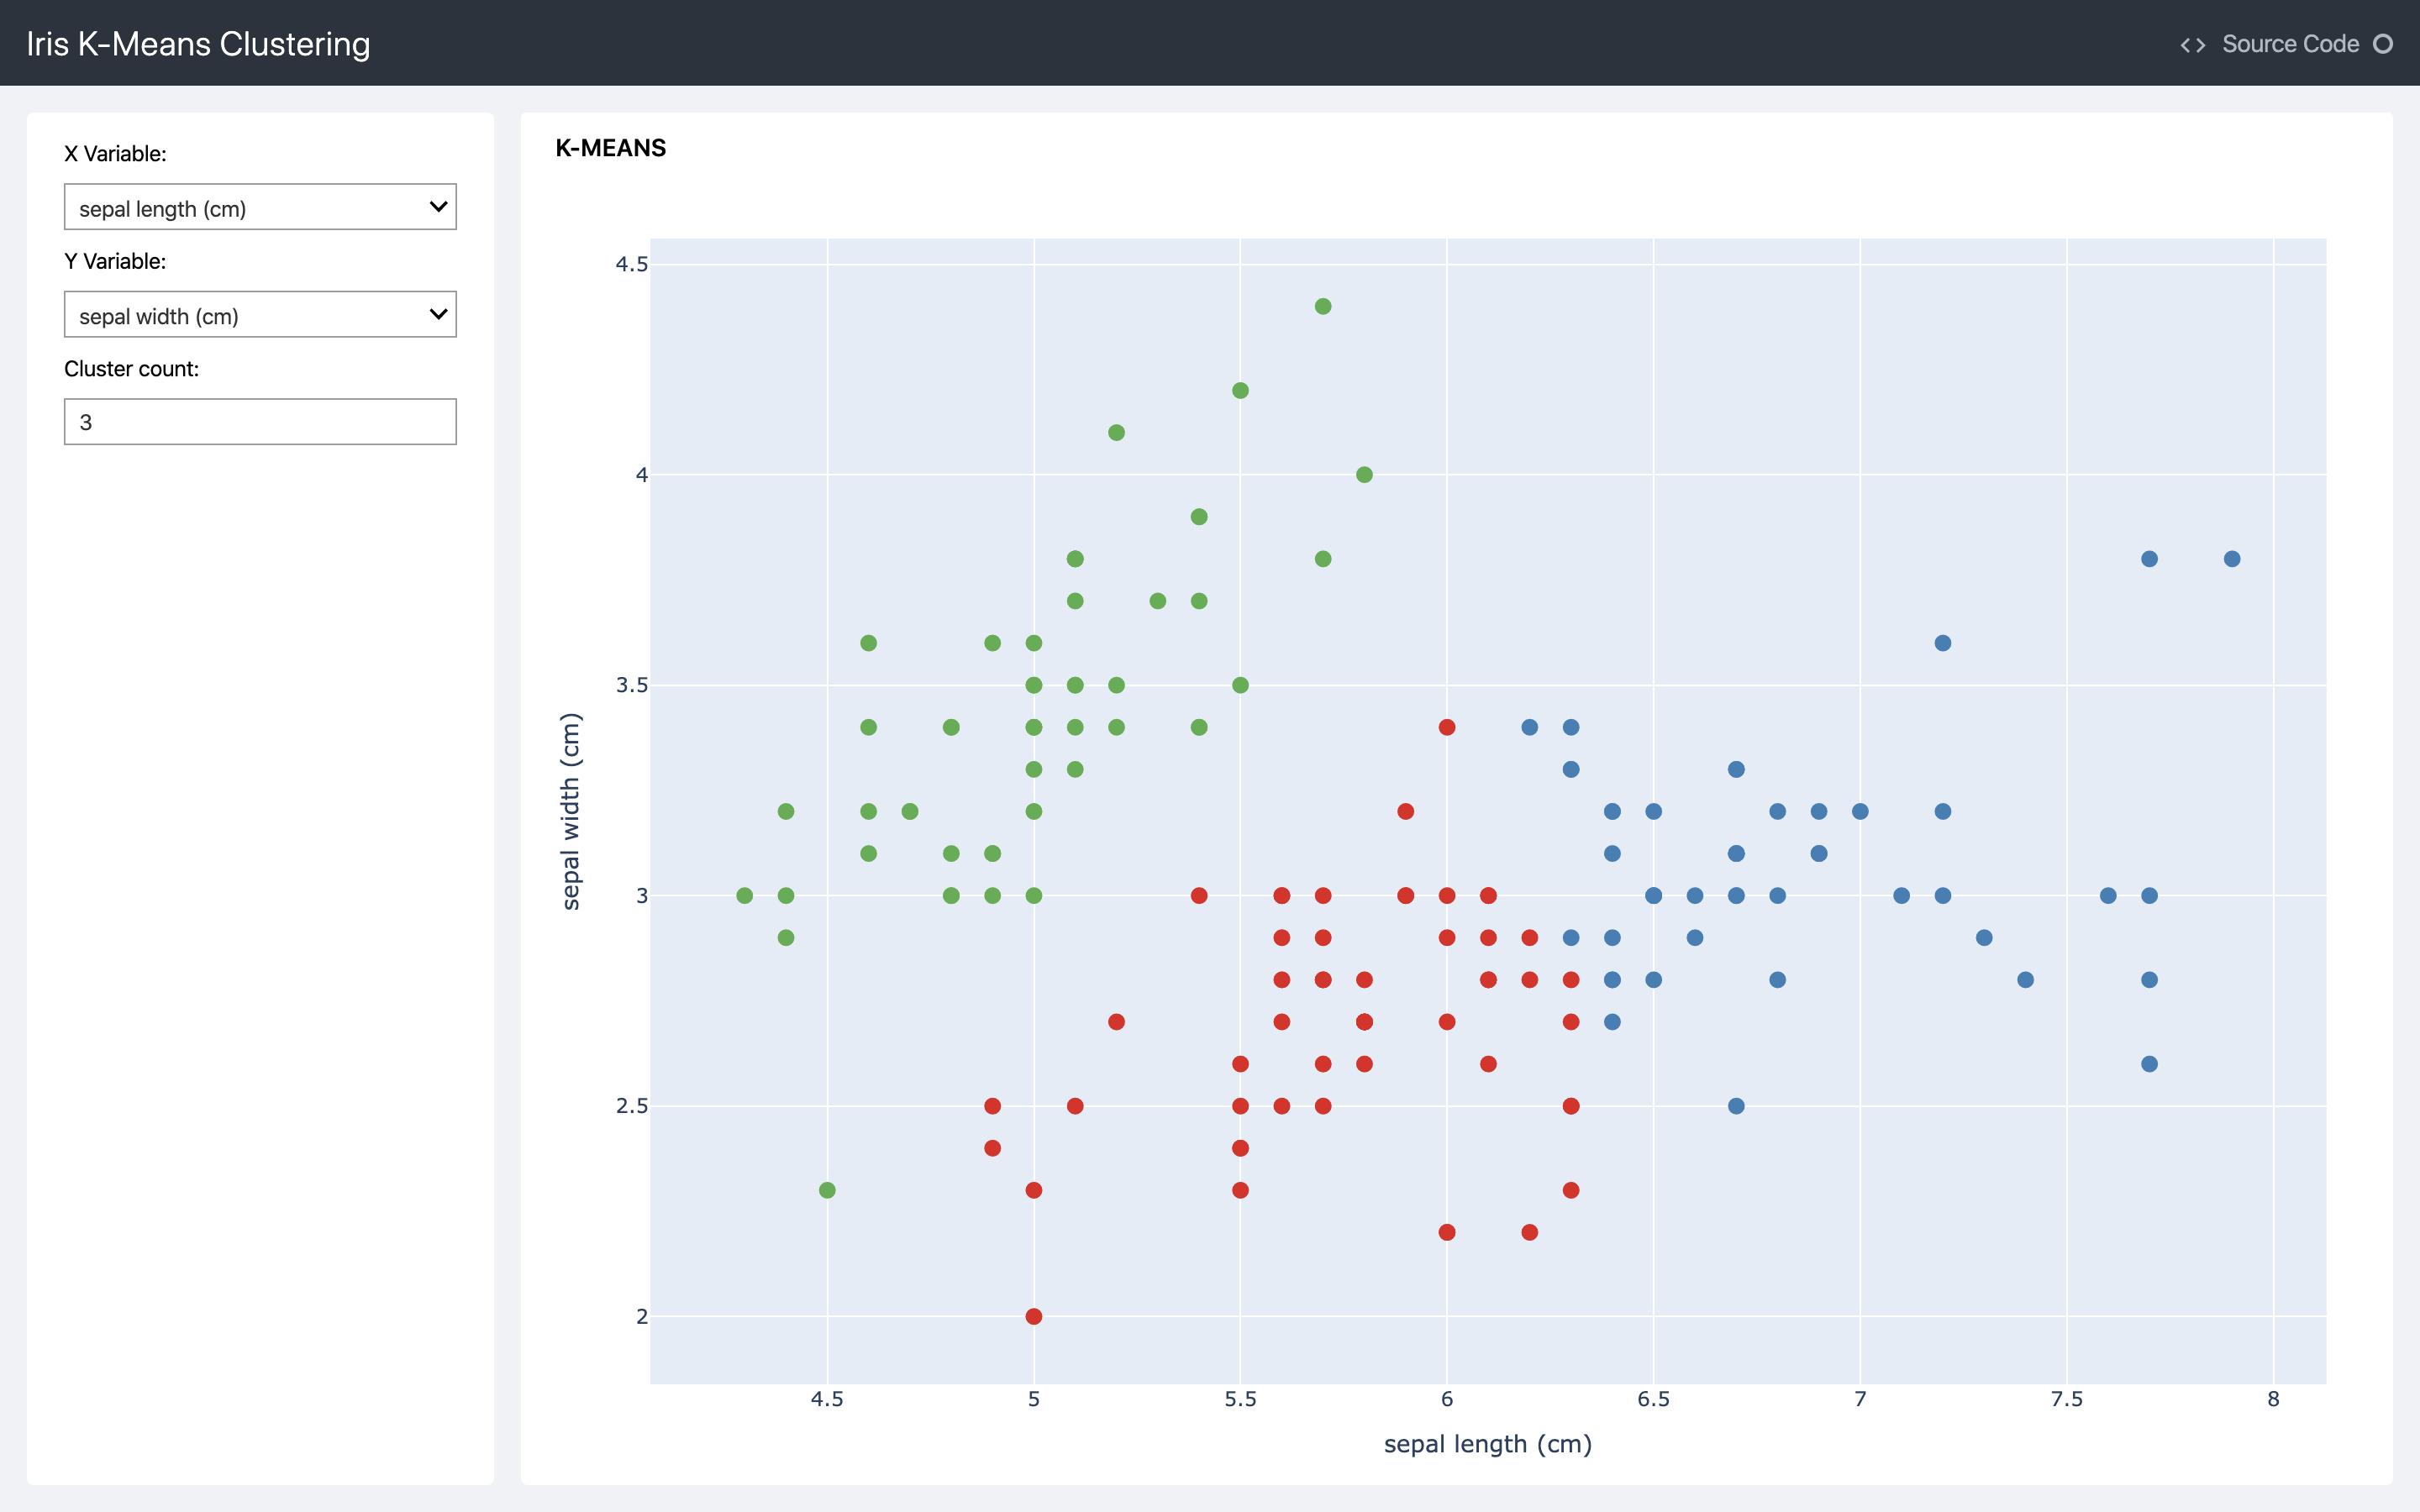 Iris K-Means Clustering
<> Source Code
X Variable:
sepal length (cm)
Y Variable:
sepal width (cm)
Cluster count:
3
K-MEANS
4.5
4
3.5
3
2.5
2
sepal width (cm)
4.5 5 5.5 6 6.5 7 7.5 8
sepal length (cm)